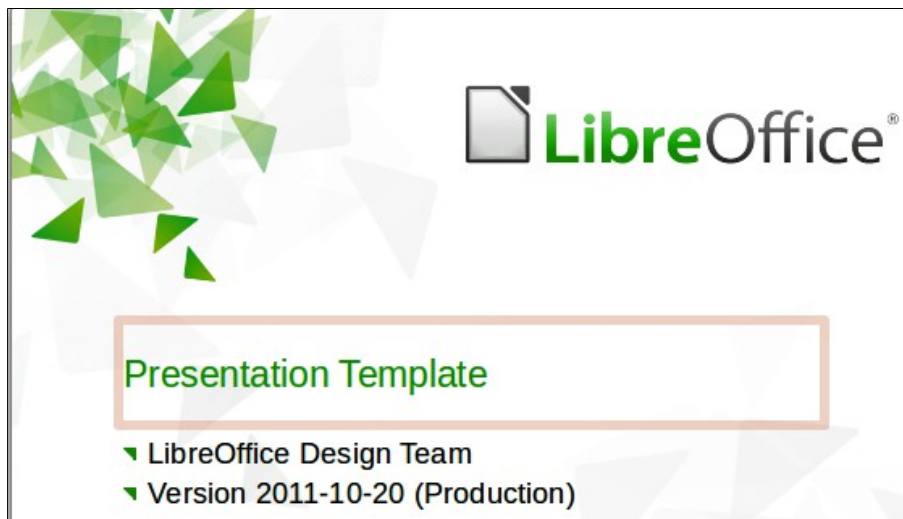 LibreOffice®
Presentation Template
LibreOffice Design Team
Version 2011-10-20 (Production)